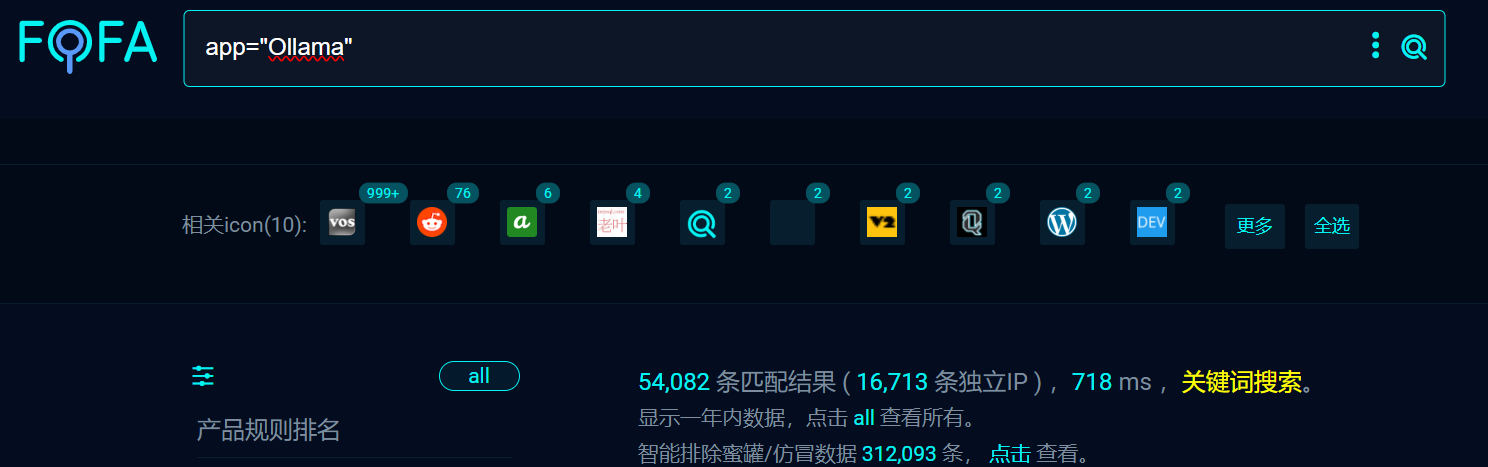 FOFA
app="Ollama"
999+ 76 6 4 2 2 2 2 2
相关icon(10): vos a 老叶 V2 DEV 更多 全选
all
54,082 条匹配结果 ( 16,713 条独立IP ) ，718 ms ，关键词搜索。
显示一年内数据，点击 all 查看所有。
产品规则排名
智能排除蜜罐/仿冒数据 312,093 条， 点击 查看。